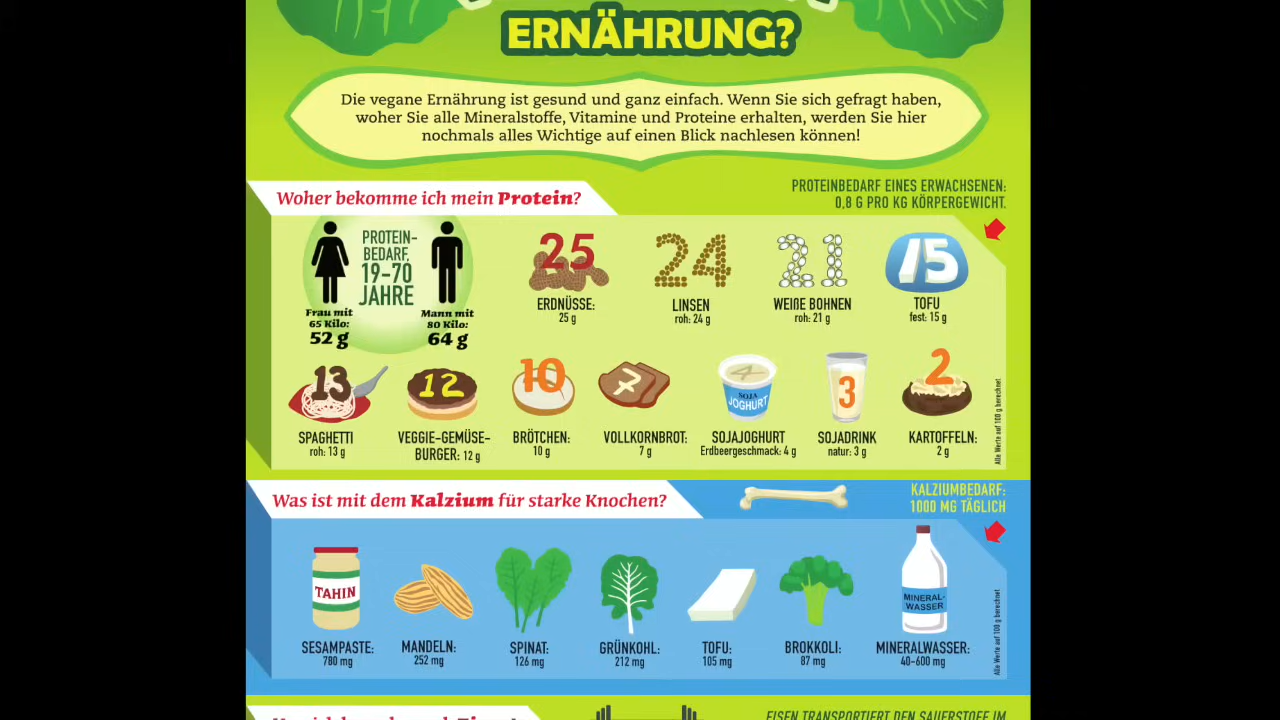 ERNÄHRUNG?
Die vegane Ernährung ist gesund und ganz einfach. Wenn Sie sich gefragt haben,
woher Sie alle Mineralstoffe, Vitamine und Proteine erhalten, werden Sie hier
nochmals alles Wichtige auf einen Blick nachlesen können!
Woher bekomme ich mein Protein?
PROTEINBEDARF EINES ERWACHSENEN:
0,8 G PRO KG KÖRPERGEWICHT.
PROTEIN-
BEDARF,
19-70
JAHRE
Frau mit
65 Kilo:
52 g
Mann mit
80 Kilo:
64 g
25
ERDNÜSSE:
25 g
24
LINSEN
roh: 24 g
21
WEIẞE BOHNEN
roh: 21 g
15
TOFU
fest: 15 g
13
SPAGHETTI
roh: 13 g
12
VEGGIE-GEMÜSE-
BURGER: 12 g
10
BRÖTCHEN:
10 g
7
VOLLKORNBROT:
7 g
4
SOJA
JOGHURT
SOJAJOGHURT
Erdbeergeschmack: 4 g
3
SOJADRINK
natur: 3 g
2
KARTOFFELN:
2 g
Alle Werte auf 100 g berechnet
Was ist mit dem Kalzium für starke Knochen?
KALZIUMBEDARF:
1000 MG TÄGLICH
TAHIN
SESAMPASTE:
780 mg
MANDELN:
252 mg
SPINAT:
126 mg
GRÜNKOHL:
212 mg
TOFU:
105 mg
BROKKOLI:
87 mg
MINERAL-
WASSER
MINERALWASSER:
40-600 mg
Alle Werte auf 100 g berechnet
EISEN TRANSPORTIERT DEN SAUERSTOFF IM